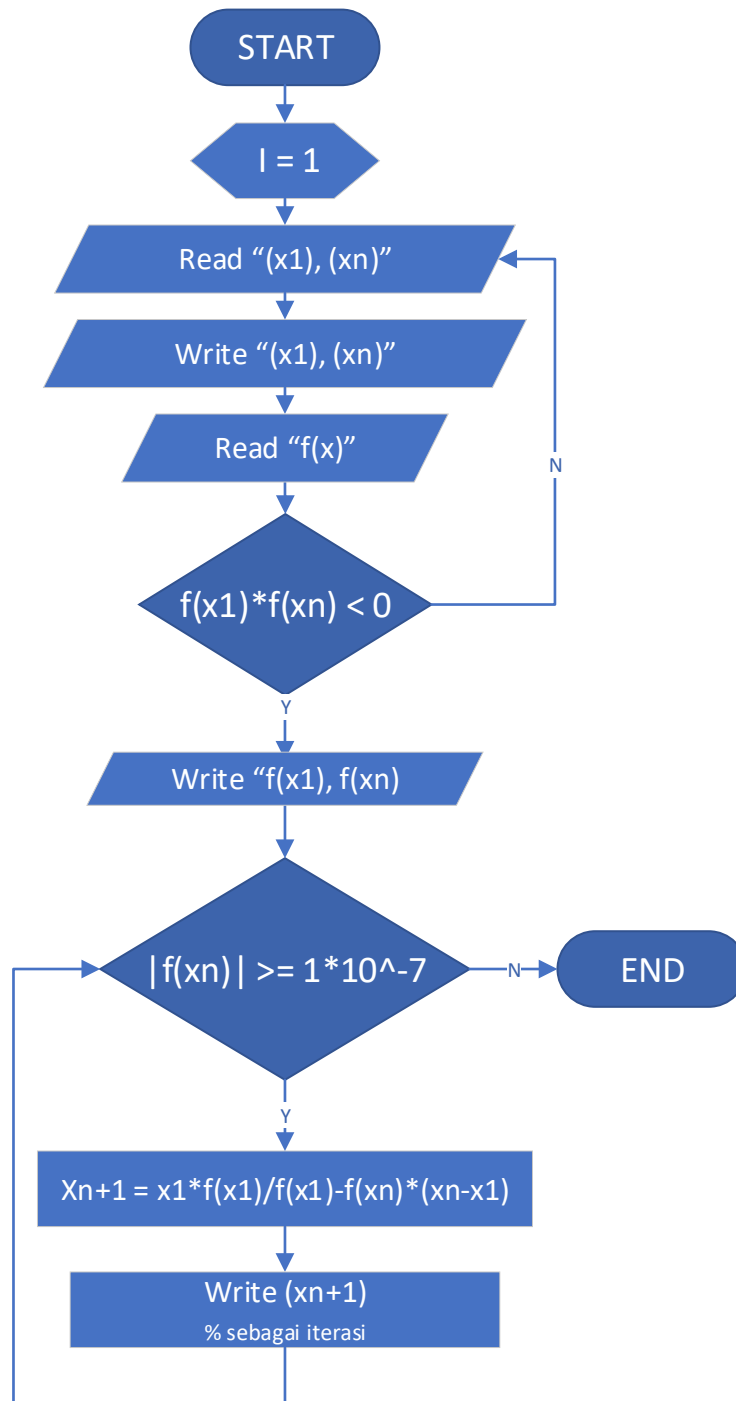 START
I = 1
Read “(x1), (xn)”
Write “(x1), (xn)”
Read “f(x)”
N
f(x1)*f(xn) < 0
Y
Write “f(x1), f(xn)
|f(xn)| >= 1*10^-7
N
END
Y
Xn+1 = x1*f(x1)/f(x1)-f(xn)*(xn-x1)
Write (xn+1)
% sebagai iterasi